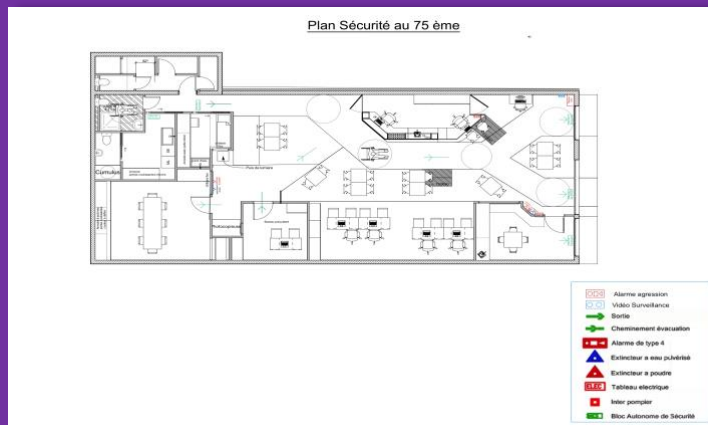 Plan Sécurité au 75 ème
Cumulus
Alarme agression
Vidéo Surveillance
Sortie
Cheminement évacuation
Alarme de type 4
Extincteur a eau pulvérisé
Extincteur a poudre
ELEC
Tableau electrique
Inter pompier
Bloc Autonome de Sécurité